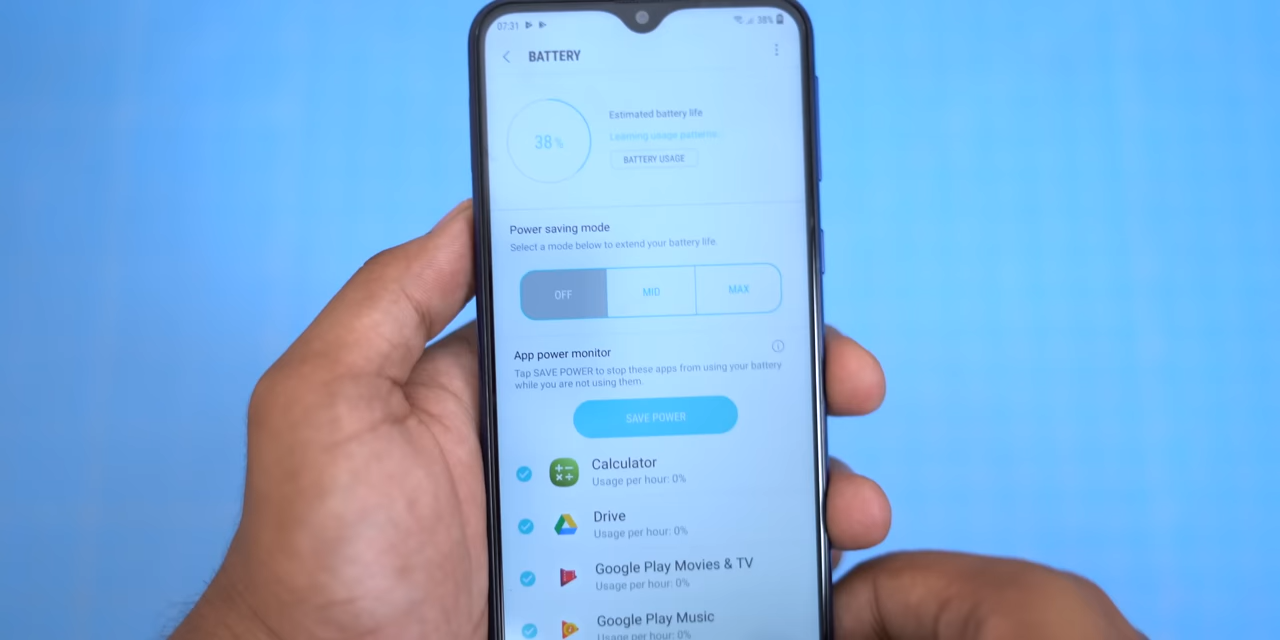 07:31
38%
BATTERY
38%
Estimated battery life
Learning usage patterns...
BATTERY USAGE
Power saving mode
Select a mode below to extend your battery life.
OFF
MID
MAX
App power monitor
Tap SAVE POWER to stop these apps from using your battery
while you are not using them.
SAVE POWER
Calculator
Usage per hour: 0%
Drive
Usage per hour: 0%
Google Play Movies & TV
Usage per hour: 0%
Google Play Music
Usage per hour: 0%